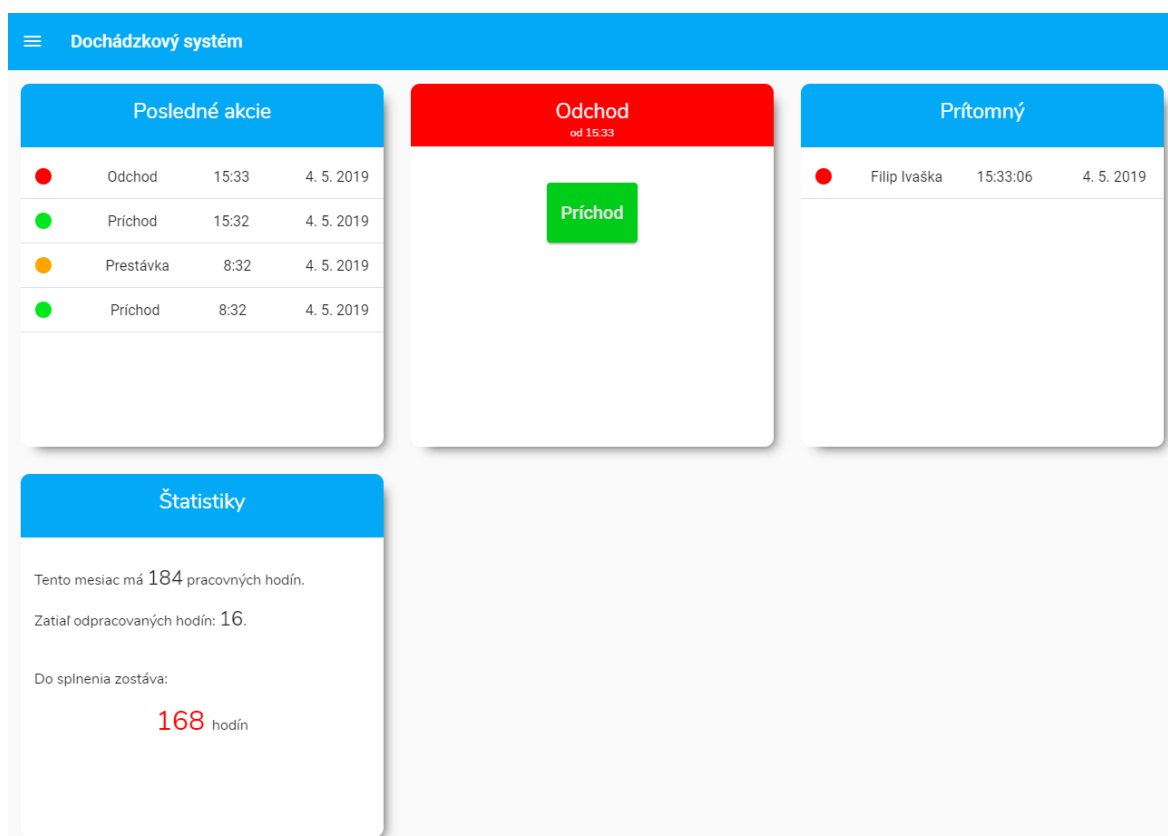 Dochádzkový systém
Posledné akcie
Odchod 15:33 4. 5. 2019
Príchod 15:32 4. 5. 2019
Prestávka 8:32 4. 5. 2019
Príchod 8:32 4. 5. 2019
Odchod
od 15:33
Príchod
Prítomný
Filip Ivaška 15:33:06 4. 5. 2019
Štatistiky
Tento mesiac má 184 pracovných hodín.
Zatiaľ odpracovaných hodín: 16.
Do splnenia zostáva:
168 hodín